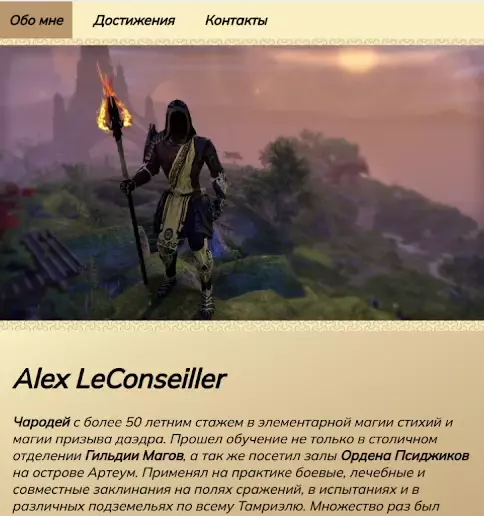 Обо мне Достижения Контакты
Alex LeConseiller
Чародей с более 50 летним стажем в элементарной магии стихий и
магии призыва даэдра. Прошел обучение не только в столичном
отделении Гильдии Магов, а так же посетил залы Ордена Псиджиков
на острове Артеум. Применял на практике боевые, лечебные и
совместные заклинания на полях сражений, в испытаниях и в
различных подземельях по всему Тамриэлю. Множество раз был